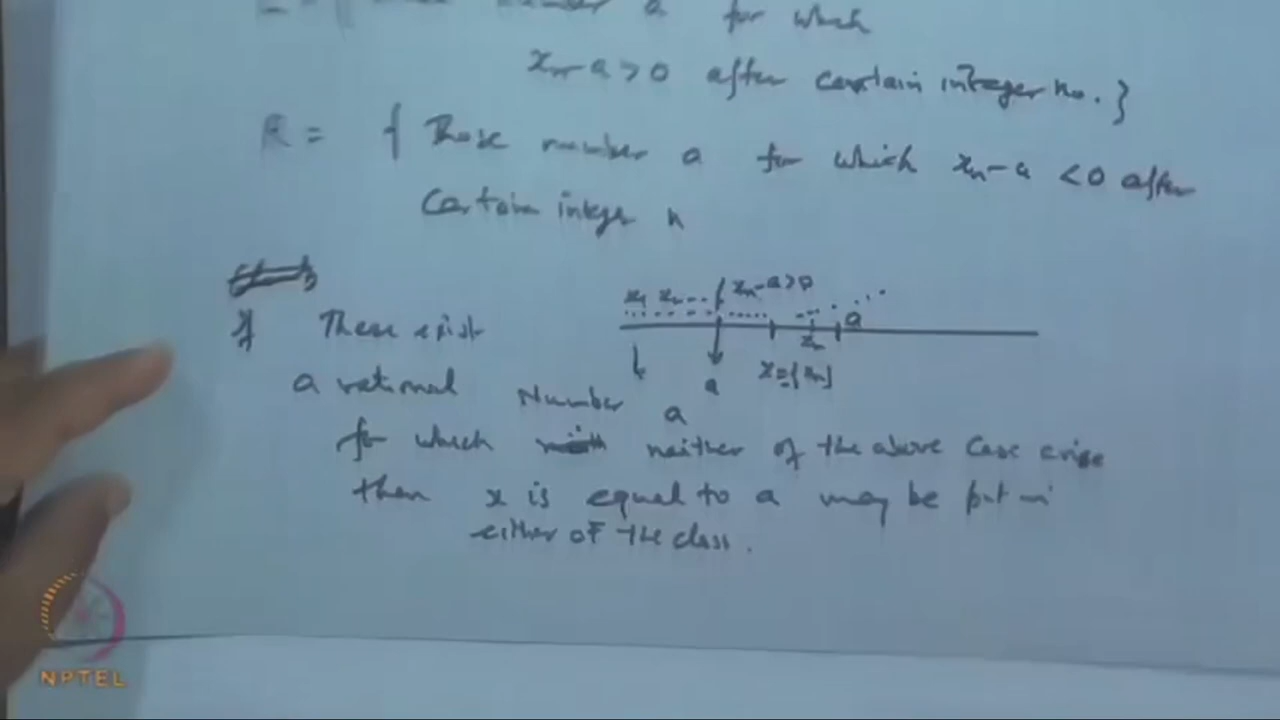 number a for which
xn-a>0 after certain integer no.}
R = { Those number a for which xn-a <0 after
Certain integer n
x1 x2... xn-a>0
a
If There exist
xn
L
a
x={xn}
a rational Number a
for which neither of the above case arise
then x is equal to a may be put in
either of the class.
NPTEL